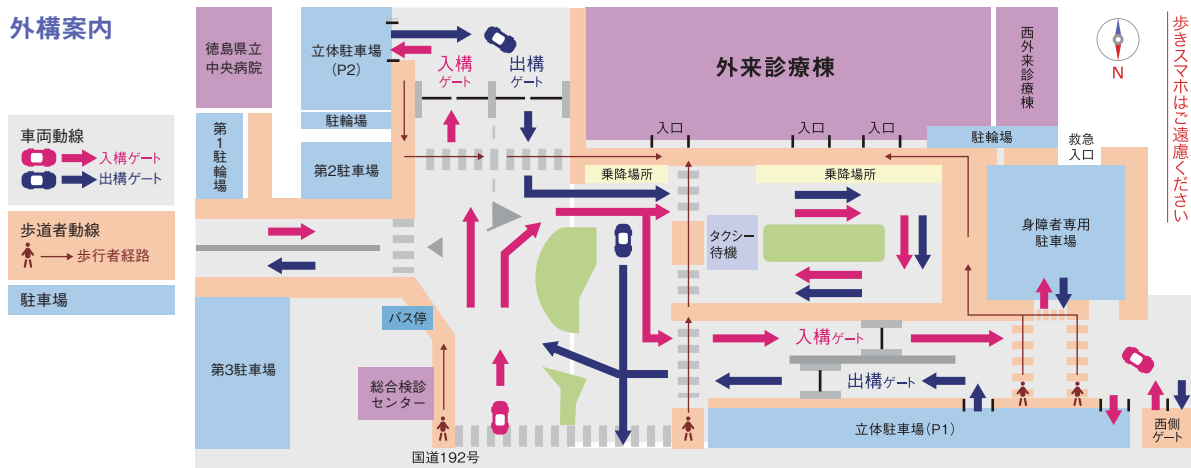 外構案内
車両動線
入構ゲート
出構ゲート
歩道者動線
歩行者経路
駐車場
徳島県立
中央病院
立体駐車場
(P2)
駐輪場
第1駐輪場
第2駐車場
入構
ゲート
出構
ゲート
外来診療棟
西外来診療棟
入口
入口
入口
駐輪場
救急
入口
N
歩きスマホはご遠慮ください
乗降場所
乗降場所
タクシー
待機
身障者専用
駐車場
バス停
第3駐車場
総合検診
センター
入構ゲート
出構ゲート
立体駐車場(P1)
西側
ゲート
国道192号